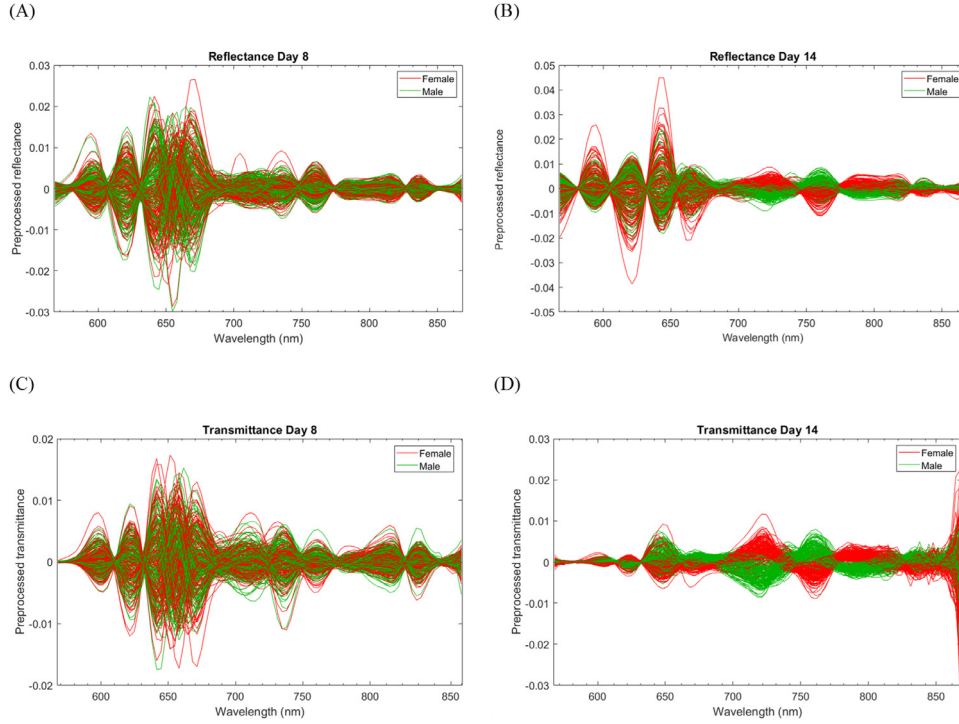 (A)
Reflectance Day 8
Female
Male
0.03
0.02
0.01
0
-0.01
-0.02
-0.03
Preprocessed reflectance
600 650 700 750 800 850
Wavelength (nm)
(B)
Reflectance Day 14
Female
Male
0.05
0.04
0.03
0.02
0.01
0
-0.01
-0.02
-0.03
-0.04
-0.05
Preprocessed reflectance
600 650 700 750 800 850
Wavelength (nm)
(C)
Transmittance Day 8
Female
Male
0.02
0.01
0
-0.01
-0.02
Preprocessed transmittance
600 650 700 750 800 850
Wavelength (nm)
(D)
Transmittance Day 14
Female
Male
0.03
0.02
0.01
0
-0.01
-0.02
-0.03
Preprocessed transmittance
600 650 700 750 800 850
Wavelength (nm)